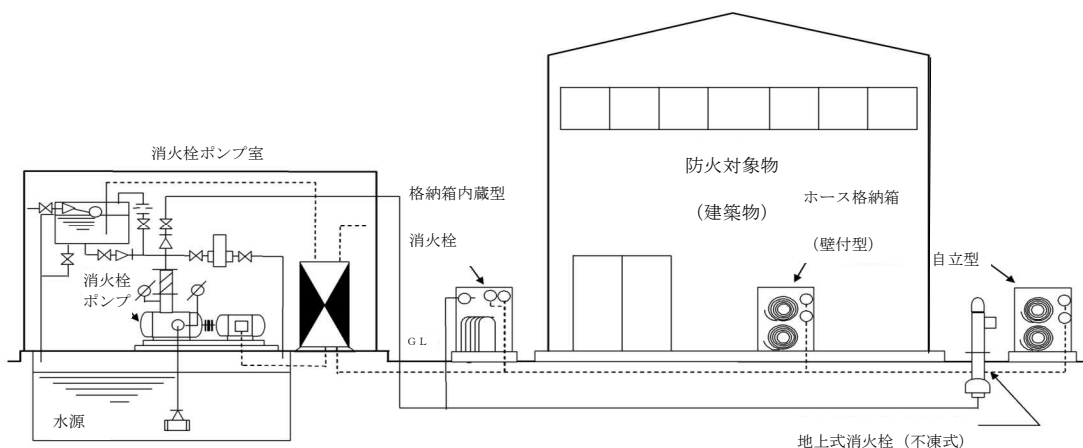 消火栓ポンプ室
格納箱内蔵型
消火栓
消火栓
ポンプ
水源
GL
防火対象物
(建築物)
ホース格納箱
(壁付型)
自立型
地上式消火栓(不凍式)